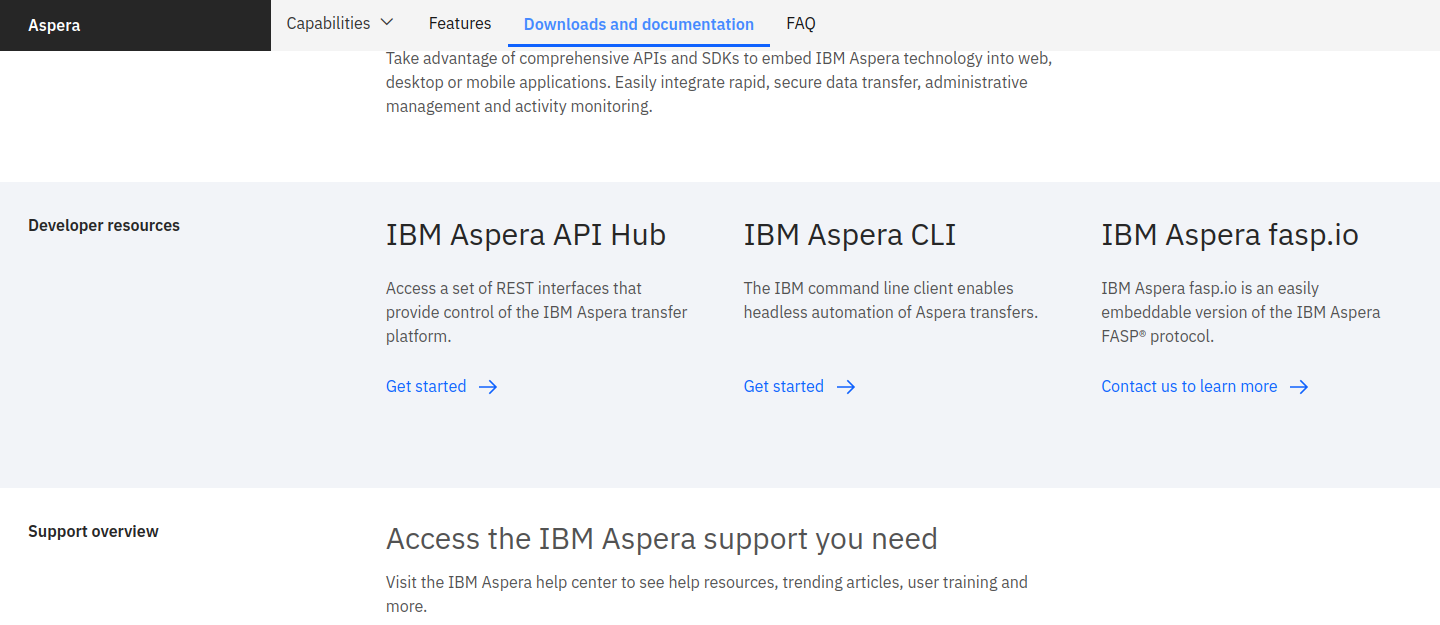 Aspera
Capabilities
Features
Downloads and documentation
FAQ
Take advantage of comprehensive APIs and SDKs to embed IBM Aspera technology into web,
desktop or mobile applications. Easily integrate rapid, secure data transfer, administrative
management and activity monitoring.
Developer resources
IBM Aspera API Hub
Access a set of REST interfaces that
provide control of the IBM Aspera transfer
platform.
Get started
IBM Aspera CLI
The IBM command line client enables
headless automation of Aspera transfers.
Get started
IBM Aspera fasp.io
IBM Aspera fasp.io is an easily
embeddable version of the IBM Aspera
FASP® protocol.
Contact us to learn more
Support overview
Access the IBM Aspera support you need
Visit the IBM Aspera help center to see help resources, trending articles, user training and
more.